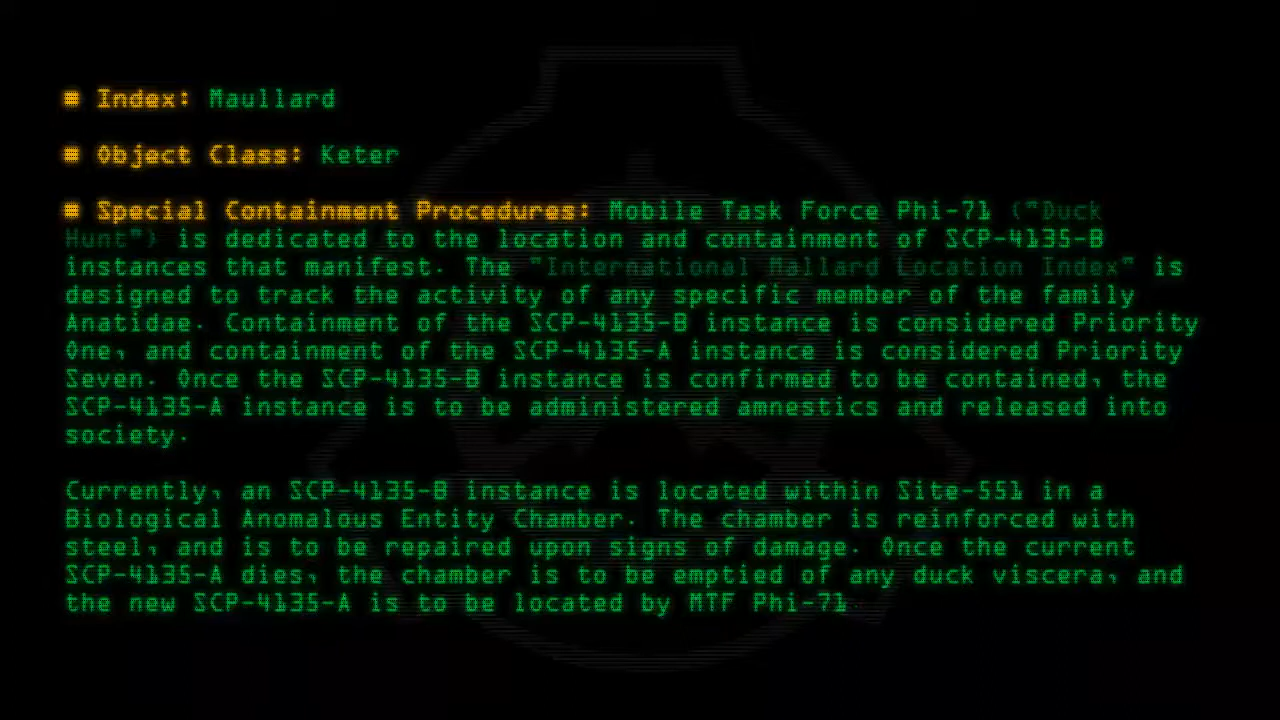 ■ Index: Maullard
■ Object Class: Keter
■ Special Containment Procedures: Mobile Task Force Phi-71 ("Duck
Hunt") is dedicated to the location and containment of SCP-4135-B
instances that manifest. The "International Mallard Location Index" is
designed to track the activity of any specific member of the family
Anatidae. Containment of the SCP-4135-B instance is considered Priority
One, and containment of the SCP-4135-A instance is considered Priority
Seven. Once the SCP-4135-B instance is confirmed to be contained, the
SCP-4135-A instance is to be administered amnestics and released into
society.
Currently, an SCP-4135-B instance is located within Site-551 in a
Biological Anomalous Entity Chamber. The chamber is reinforced with
steel, and is to be repaired upon signs of damage. Once the current
SCP-4135-A dies, the chamber is to be emptied of any duck viscera, and
the new SCP-4135-A is to be located by MTF Phi-71.